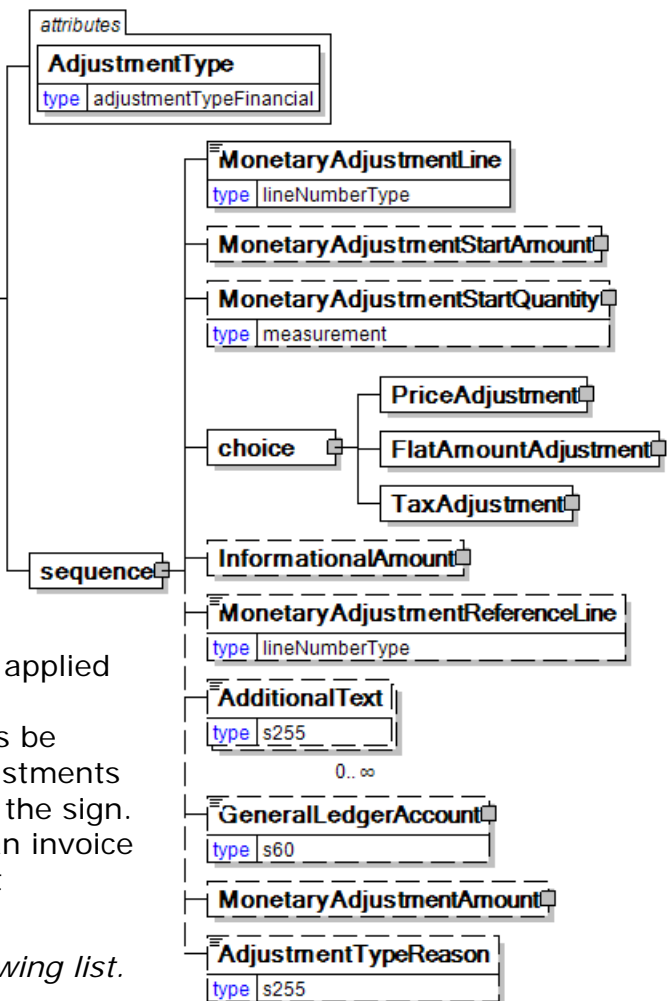 attributes
AdjustmentType
type adjustmentTypeFinancial
MonetaryAdjustmentLine
type lineNumberType
MonetaryAdjustmentStartAmount
MonetaryAdjustmentStartQuantity
type measurement
choice
PriceAdjustment
FlatAmountAdjustment
TaxAdjustment
sequence
InformationalAmount
MonetaryAdjustmentReferenceLine
type lineNumberType
AdditionalText
type s255
0.. ∞
GeneralLedgerAccount
type s60
MonetaryAdjustmentAmount
AdjustmentTypeReason
type s255
applied
s be
stments
the sign.
n invoice
t
wing list.